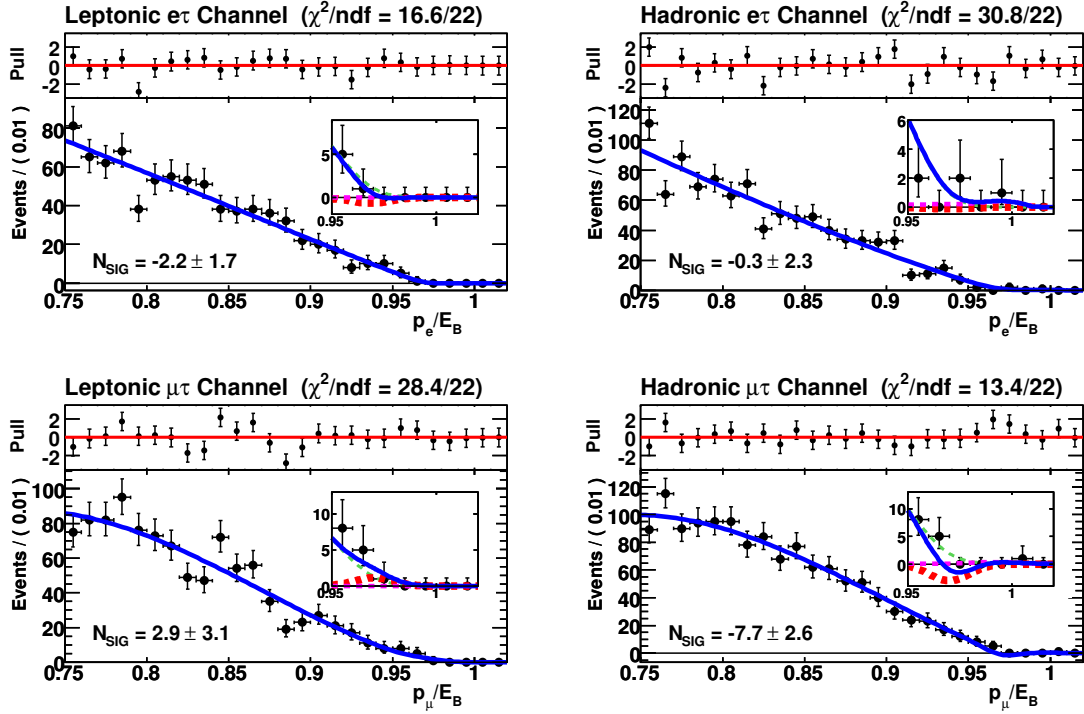 Leptonic eτ Channel (χ²/ndf = 16.6/22)
Pull
2
0
-2
Events / ( 0.01 )
80
60
40
20
0
5
0
0.95
1
N_SIG = -2.2 ± 1.7
0.75 0.8 0.85 0.9 0.95 1
p_e/E_B
Hadronic eτ Channel (χ²/ndf = 30.8/22)
Pull
2
0
-2
Events / ( 0.01 )
120
100
80
60
40
20
0
6
4
2
0
0.95
1
N_SIG = -0.3 ± 2.3
0.75 0.8 0.85 0.9 0.95 1
p_e/E_B
Leptonic μτ Channel (χ²/ndf = 28.4/22)
Pull
2
0
-2
Events / ( 0.01 )
100
80
60
40
20
0
10
5
0
0.95
1
N_SIG = 2.9 ± 3.1
0.75 0.8 0.85 0.9 0.95 1
p_μ/E_B
Hadronic μτ Channel (χ²/ndf = 13.4/22)
Pull
2
0
-2
Events / ( 0.01 )
120
100
80
60
40
20
0
10
5
0
0.95
1
N_SIG = -7.7 ± 2.6
0.75 0.8 0.85 0.9 0.95 1
p_μ/E_B